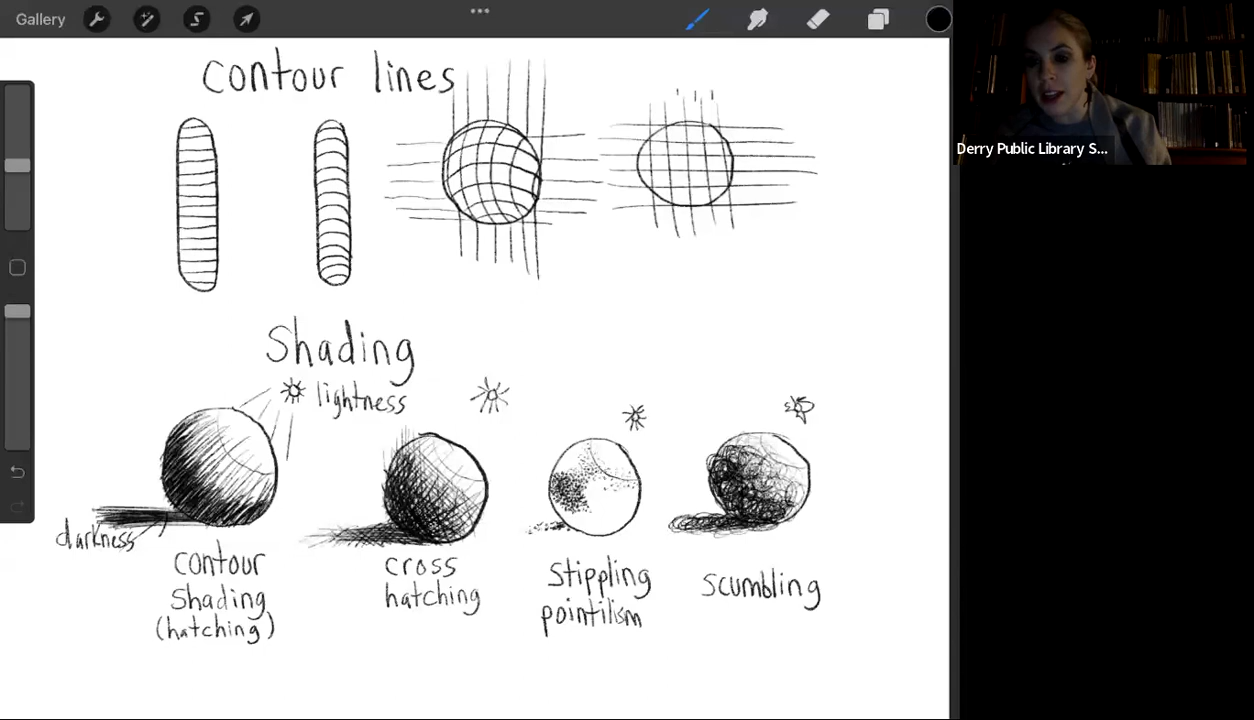 Gallery
contour lines
Derry Public Library S...
Shading
lightness
darkness
contour
Shading
(hatching)
cross
hatching
Stippling
pointilism
scumbling